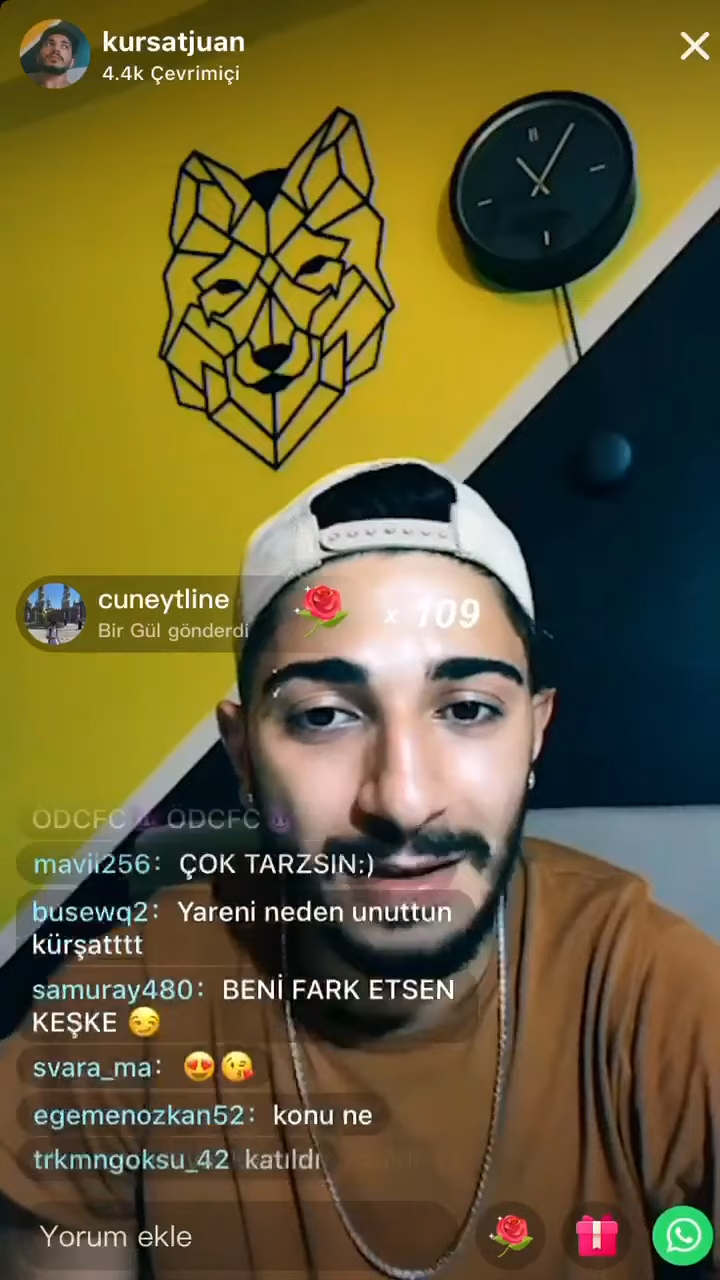 kursatjuan
4.4k Çevrimiçi
cuneytline
Bir Gül gönderdi
x 109
ODCFC ODCFC
mavii256: ÇOK TARZSIN:)
busewq2: Yareni neden unuttun
kürşatttt
samuray480: BENİ FARK ETSEN
KEŞKE 😏
svara_ma: 😍😘
egemenozkan52: konu ne
trkmngoksu_42 katıldı
Yorum ekle